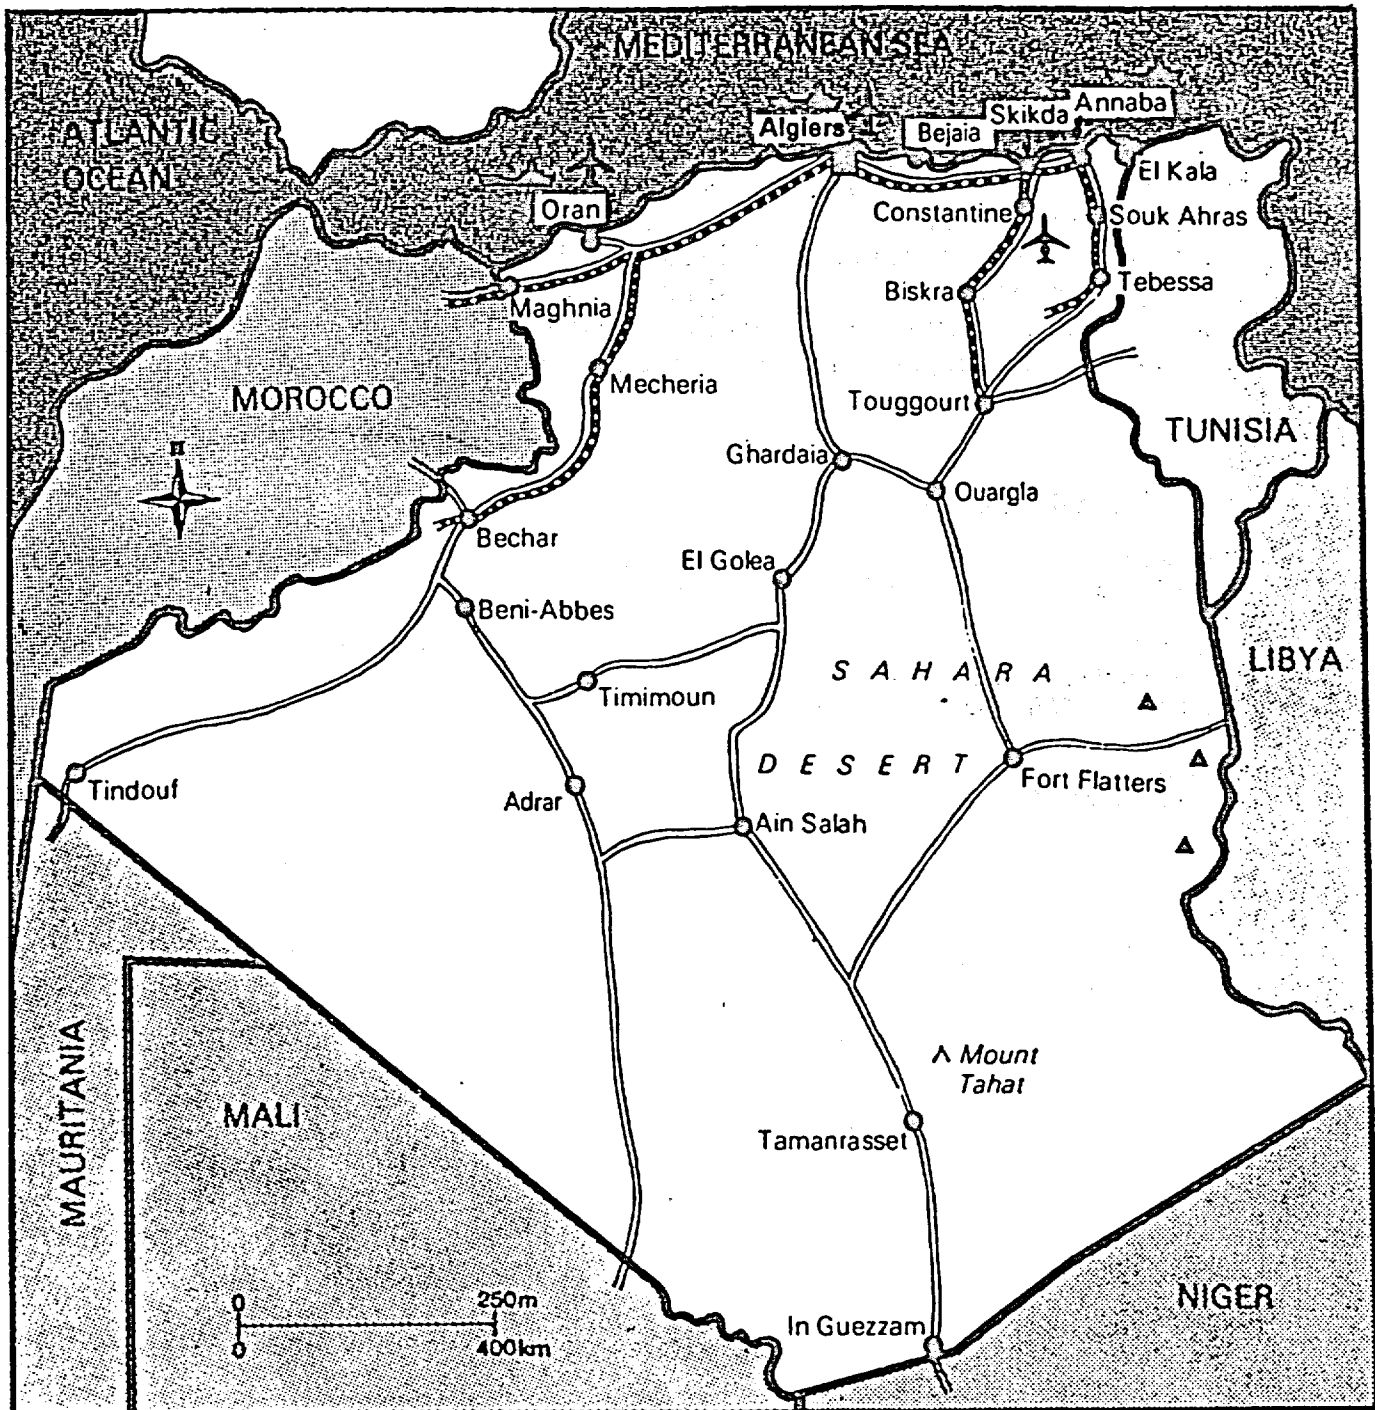 MEDITERRANEAN SEA
ATLANTIC
OCEAN
Algiers
Bejaia
Skikda
Annaba
El Kala
Oran
Constantine
Souk Ahras
Maghnia
Biskra
Tebessa
MOROCCO
Mecheria
Touggourt
TUNISIA
N
Ghardaia
Ouargla
Bechar
El Golea
Beni-Abbes
SAHARA
LIBYA
Timimoun
DESERT
Tindouf
Adrar
Fort Flatters
Ain Salah
Mount
Tahat
MAURITANIA
MALI
Tamanrasset
NIGER
0 250m
0 400km
In Guezzam